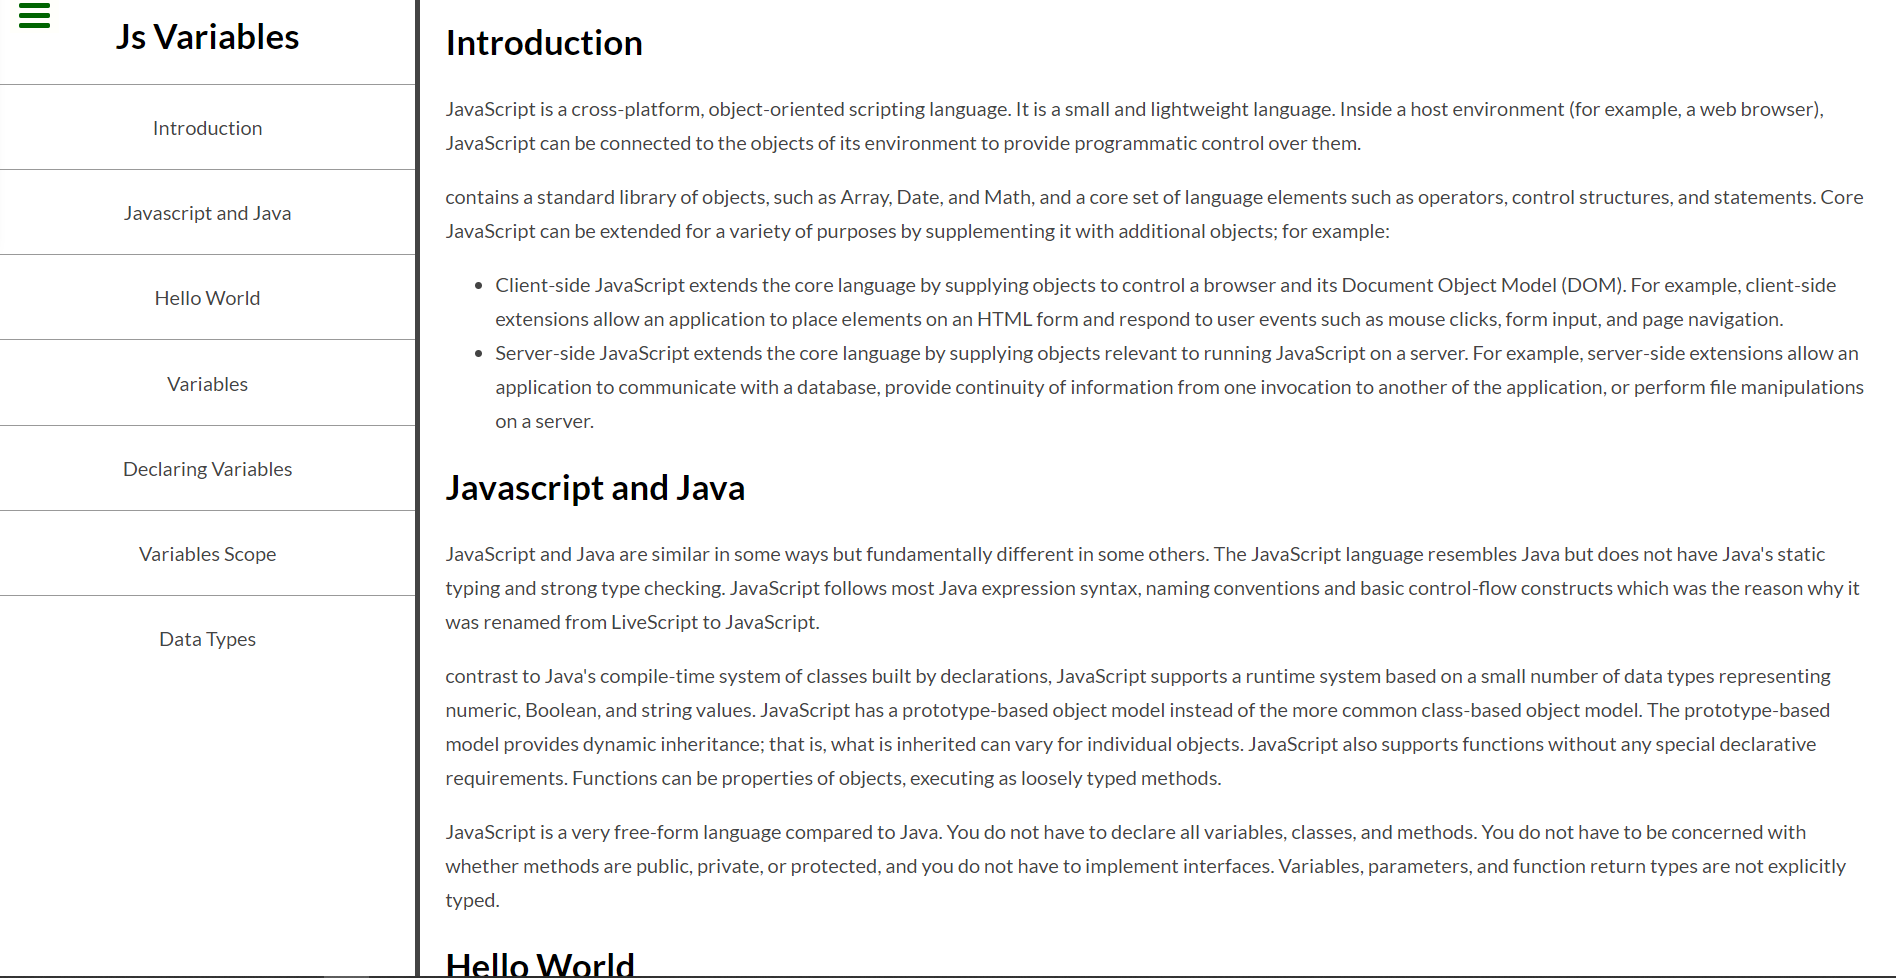 Js Variables
Introduction
Javascript and Java
Hello World
Variables
Declaring Variables
Variables Scope
Data Types
Introduction
JavaScript is a cross-platform, object-oriented scripting language. It is a small and lightweight language. Inside a host environment (for example, a web browser),
JavaScript can be connected to the objects of its environment to provide programmatic control over them.
contains a standard library of objects, such as Array, Date, and Math, and a core set of language elements such as operators, control structures, and statements. Core
JavaScript can be extended for a variety of purposes by supplementing it with additional objects; for example:
• Client-side JavaScript extends the core language by supplying objects to control a browser and its Document Object Model (DOM). For example, client-side
extensions allow an application to place elements on an HTML form and respond to user events such as mouse clicks, form input, and page navigation.
• Server-side JavaScript extends the core language by supplying objects relevant to running JavaScript on a server. For example, server-side extensions allow an
application to communicate with a database, provide continuity of information from one invocation to another of the application, or perform file manipulations
on a server.
Javascript and Java
JavaScript and Java are similar in some ways but fundamentally different in some others. The JavaScript language resembles Java but does not have Java's static
typing and strong type checking. JavaScript follows most Java expression syntax, naming conventions and basic control-flow constructs which was the reason why it
was renamed from LiveScript to JavaScript.
contrast to Java's compile-time system of classes built by declarations, JavaScript supports a runtime system based on a small number of data types representing
numeric, Boolean, and string values. JavaScript has a prototype-based object model instead of the more common class-based object model. The prototype-based
model provides dynamic inheritance; that is, what is inherited can vary for individual objects. JavaScript also supports functions without any special declarative
requirements. Functions can be properties of objects, executing as loosely typed methods.
JavaScript is a very free-form language compared to Java. You do not have to declare all variables, classes, and methods. You do not have to be concerned with
whether methods are public, private, or protected, and you do not have to implement interfaces. Variables, parameters, and function return types are not explicitly
typed.
Hello World